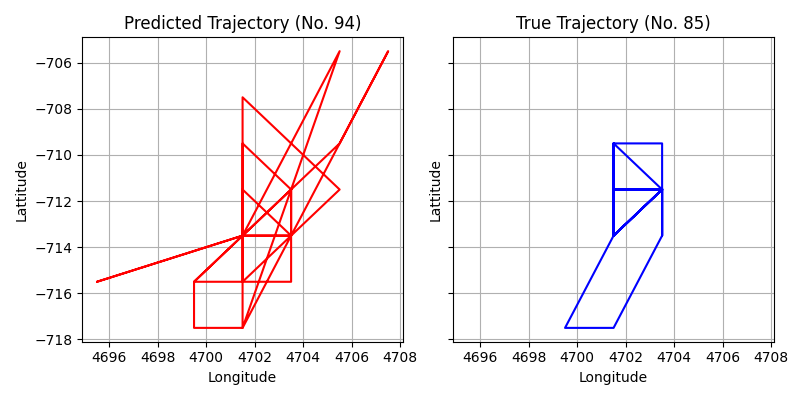 Predicted Trajectory (No. 94)
True Trajectory (No. 85)
Lattitude
−706
−708
−710
−712
−714
−716
−718
4696 4698 4700 4702 4704 4706 4708
Longitude
Lattitude
4696 4698 4700 4702 4704 4706 4708
Longitude